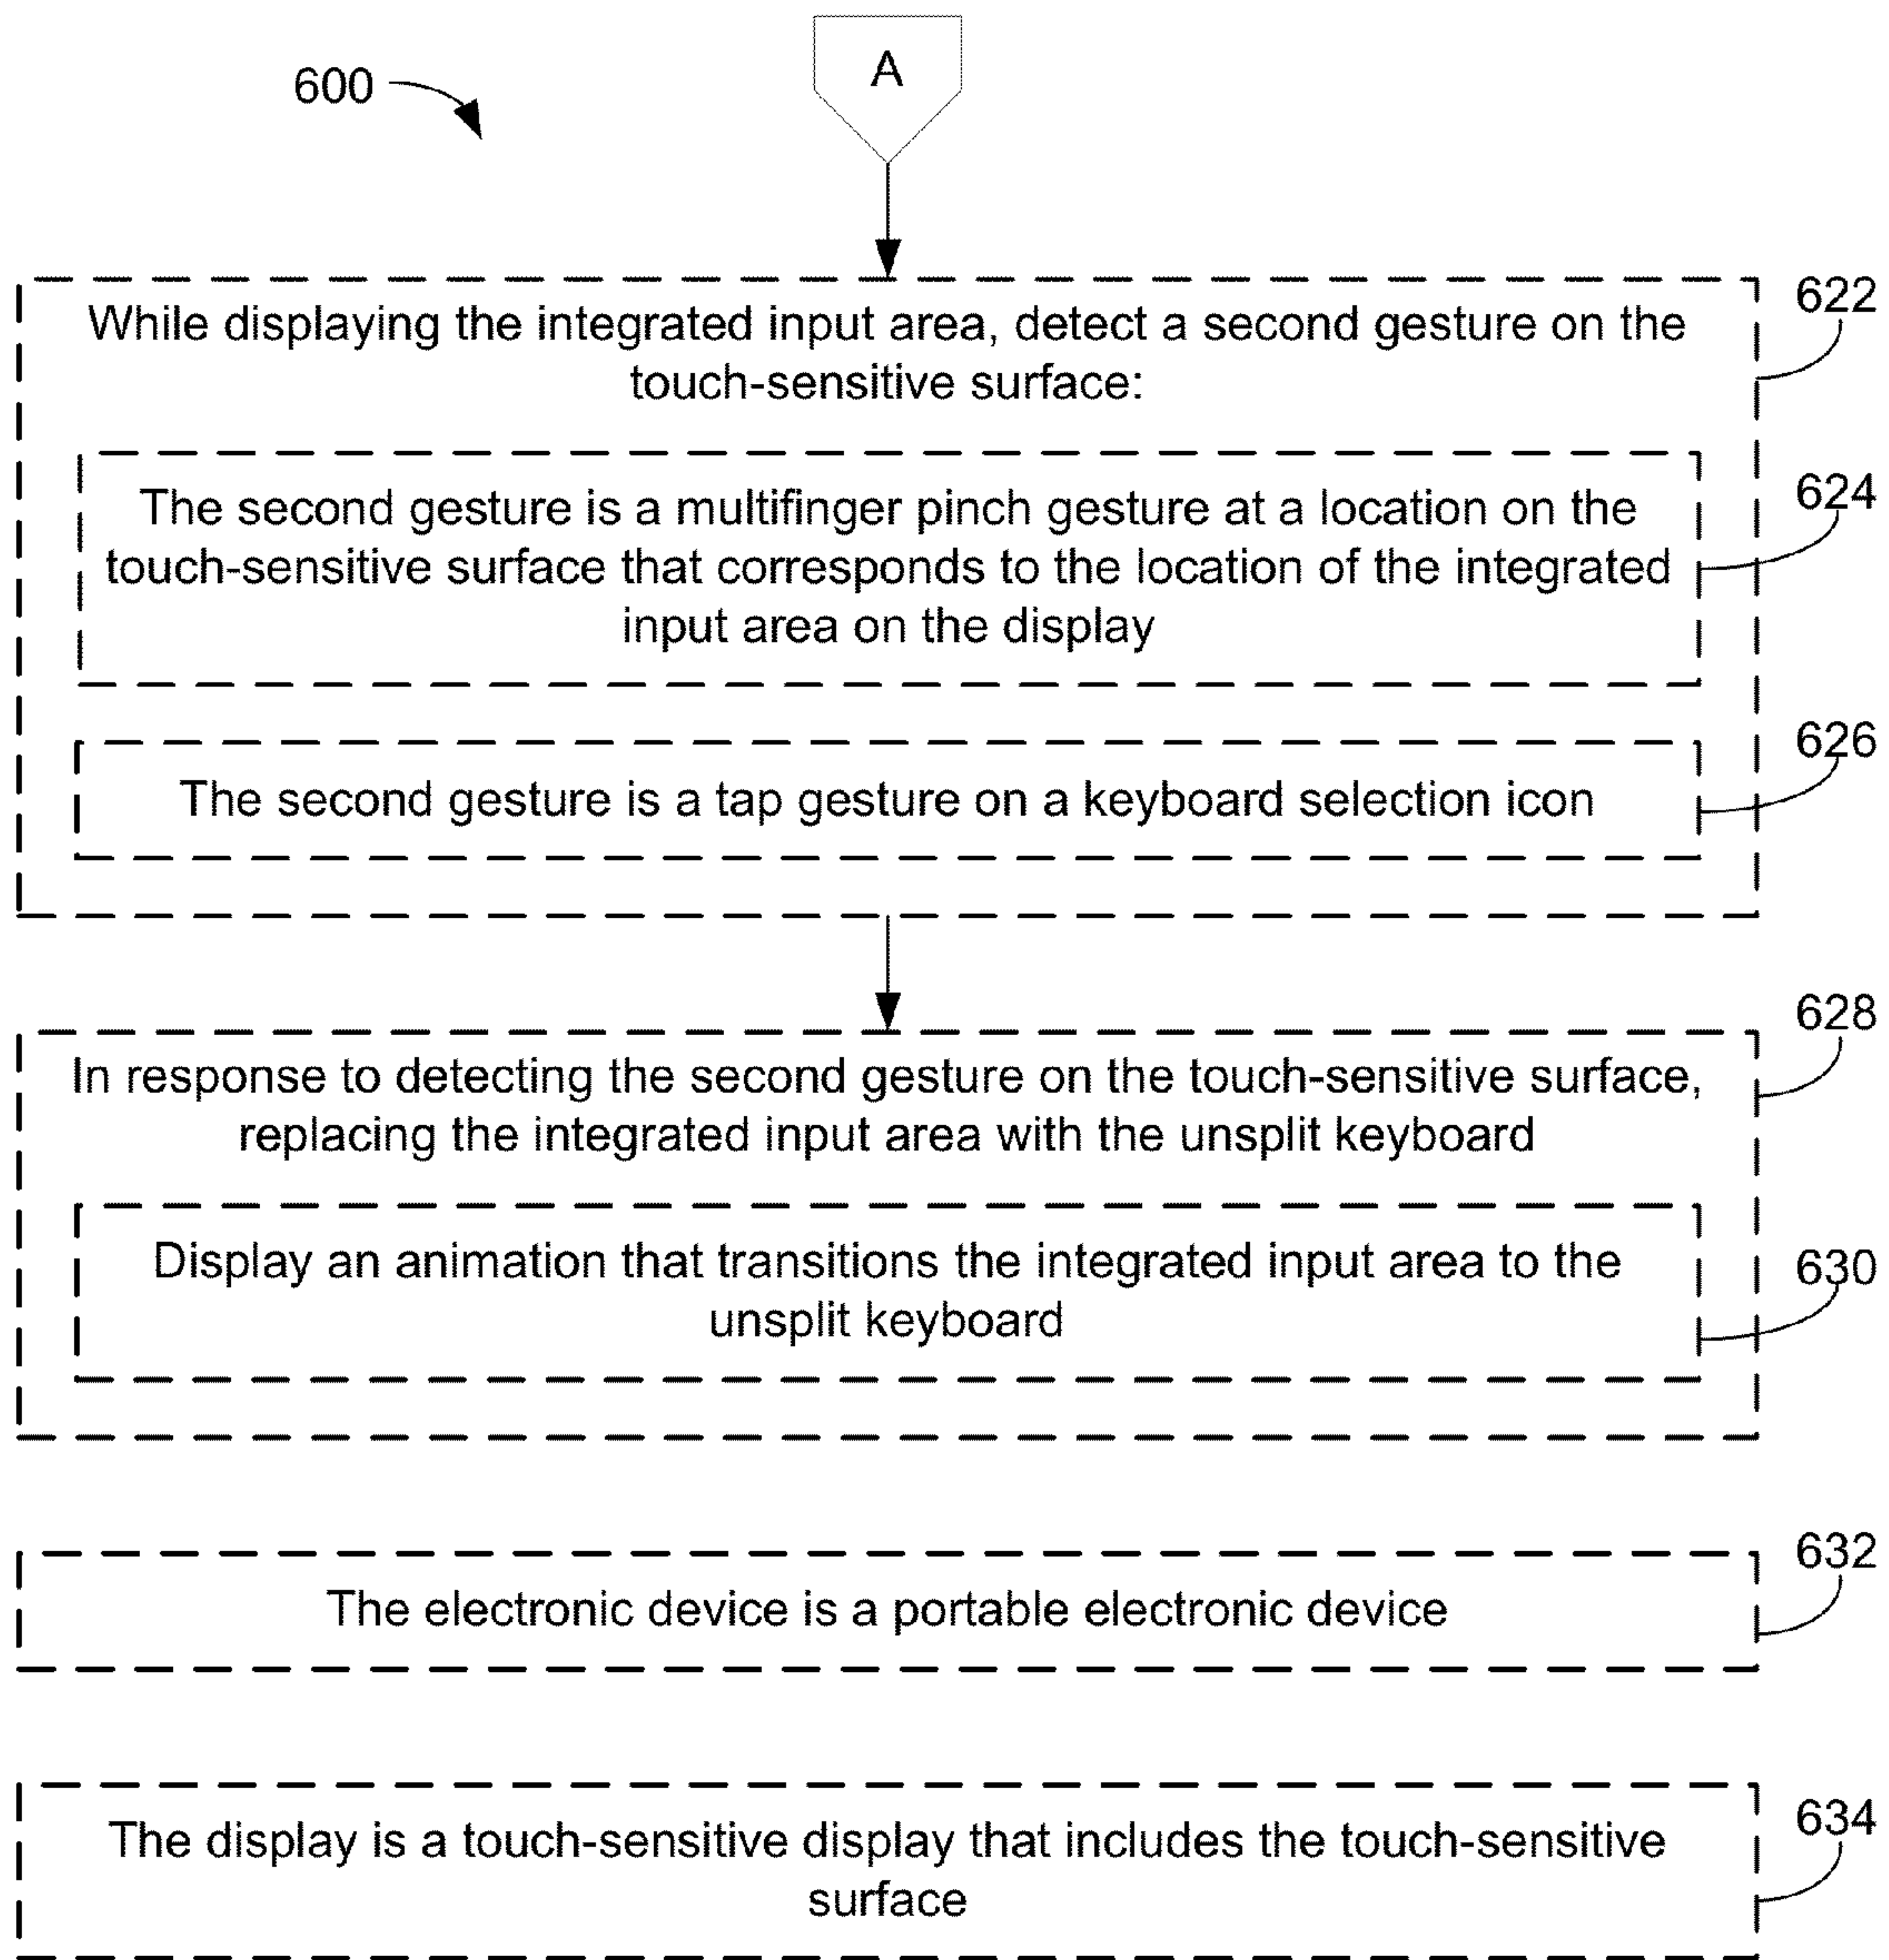 A
600
While displaying the integrated input area, detect a second gesture on the
touch-sensitive surface:
622
The second gesture is a multifinger pinch gesture at a location on the
touch-sensitive surface that corresponds to the location of the integrated
input area on the display
624
The second gesture is a tap gesture on a keyboard selection icon
626
In response to detecting the second gesture on the touch-sensitive surface,
replacing the integrated input area with the unsplit keyboard
628
Display an animation that transitions the integrated input area to the
unsplit keyboard
630
The electronic device is a portable electronic device
632
The display is a touch-sensitive display that includes the touch-sensitive
surface
634